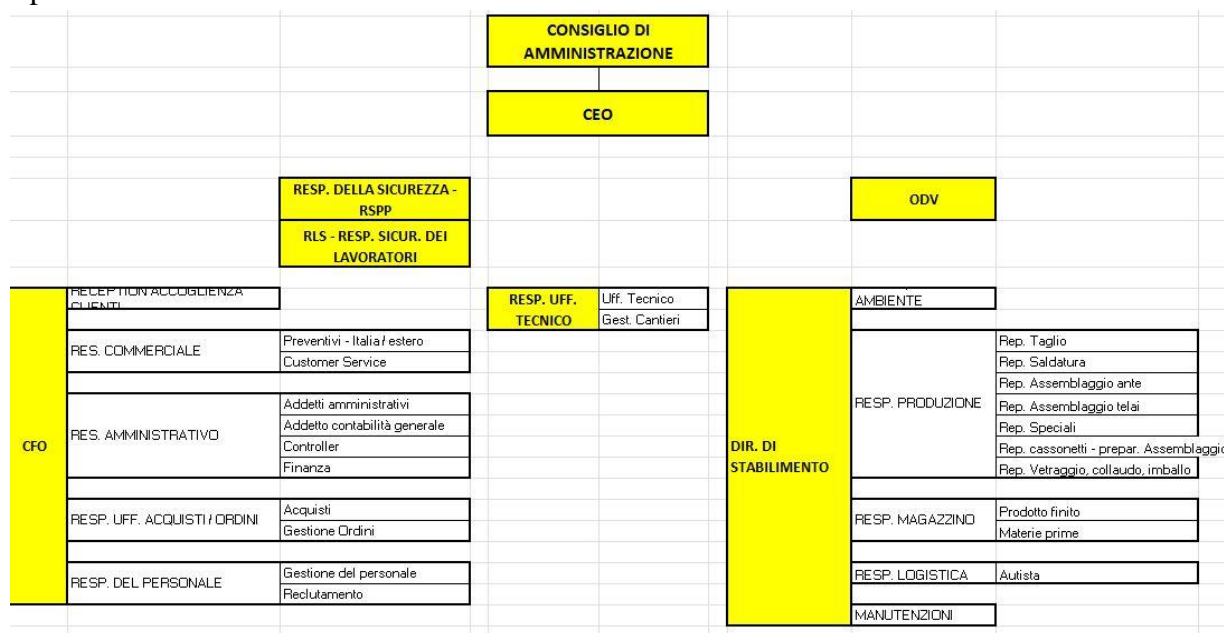 CONSIGLIO DI
AMMINISTRAZIONE
CEO
RESP. DELLA SICUREZZA -
RSPP
RLS - RESP. SICUR. DEI
LAVORATORI
ODV
CFO
RECEPTION ACCOGLIENZA
CLIENTI
RES. COMMERCIALE
Preventivi - Italia / estero
Customer Service
RES. AMMINISTRATIVO
Addetti amministrativi
Addetto contabilità generale
Controller
Finanza
RESP. UFF. ACQUISTI / ORDINI
Acquisti
Gestione Ordini
RESP. DEL PERSONALE
Gestione del personale
Reclutamento
RESP. UFF.
TECNICO
Uff. Tecnico
Gest. Cantieri
DIR. DI
STABILIMENTO
AMBIENTE
RESP. PRODUZIONE
Rep. Taglio
Rep. Saldatura
Rep. Assemblaggio ante
Rep. Assemblaggio telai
Rep. Speciali
Rep. cassonetti - prepar. Assemblaggio
Rep. Vetraggio, collaudo, imballo
RESP. MAGAZZINO
Prodotto finito
Materie prime
RESP. LOGISTICA
Autista
MANUTENZIONI